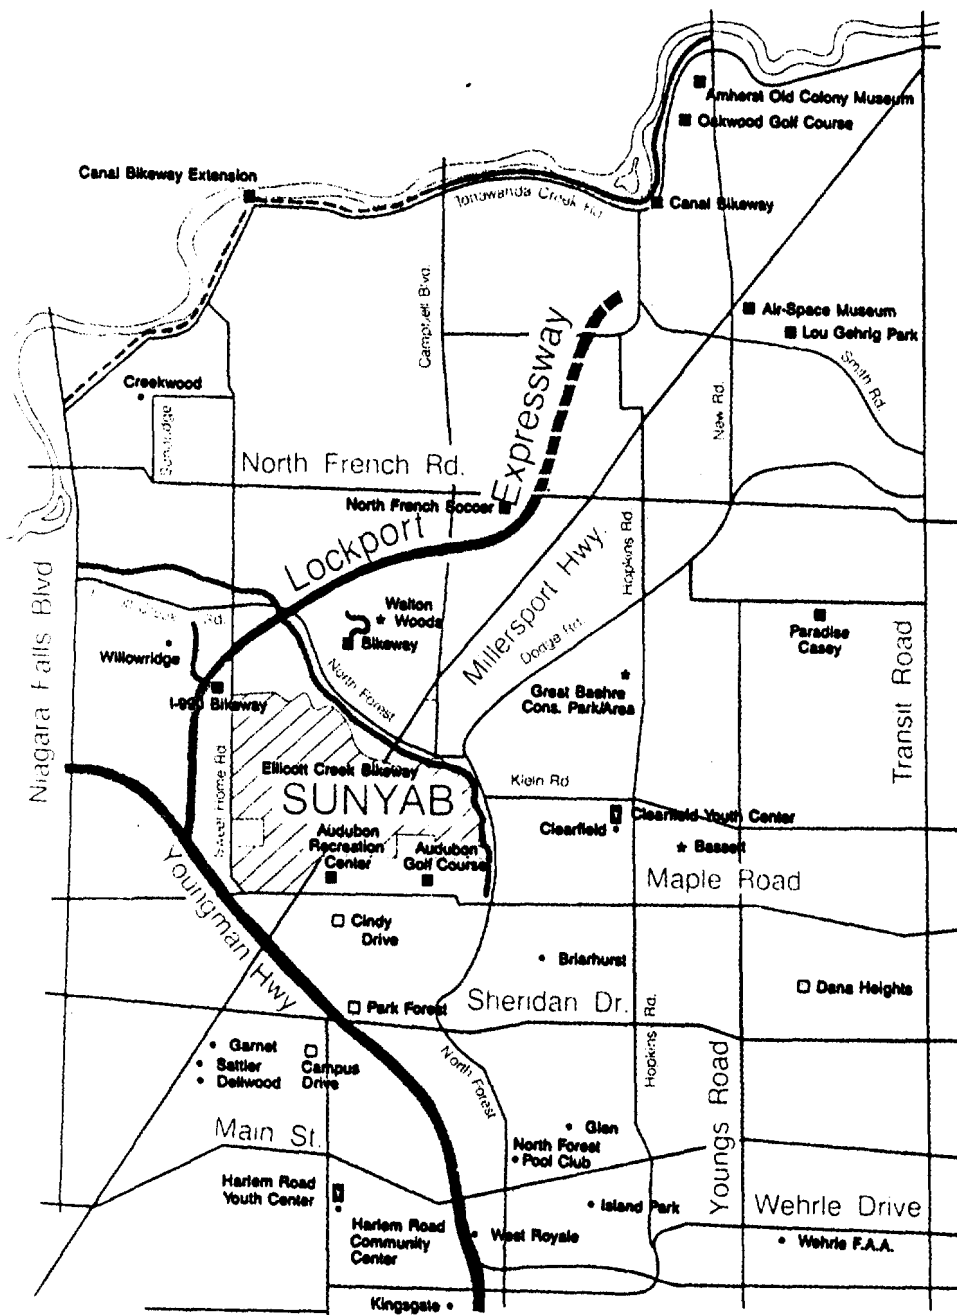 Amherst Old Colony Museum
Oakwood Golf Course
Canal Bikeway Extension
Tonawanda Creek Rd.
Canal Bikeway
Campbell Blvd.
Air-Space Museum
Lou Gehrig Park
Smith Rd.
Creekwood
New Rd.
North French Rd.
North French Soccer
Lockport Expressway
Hopkins Rd
Millersport Hwy.
Dodge Rd.
Niagara Falls Blvd
Rd.
Willowridge
Walton
Woods
Bikeway
Paradise
Casey
North Forest
I-990 Bikeway
Great Baehre
Cons. Park/Area
Transit Road
Sweet Home Rd
Ellicott Creek Bikeway
SUNYAB
Klein Rd
Y
Clearfield Youth Center
Clearfield
Bassett
Audubon
Recreation
Center
Audubon
Golf Course
Maple Road
Youngman Hwy
Cindy
Drive
Briarhurst
Dana Heights
Park Forest
Sheridan Dr.
Hopkins Rd.
Garnet
Sattler
Dellwood
Campus
Drive
North Forest
Main St.
Glen
North Forest
Pool Club
Youngs Road
Harlem Road
Youth Center
Y
Island Park
Wehrle Drive
Harlem Road
Community
Center
West Royale
Wehrle F.A.A.
Kingsgate